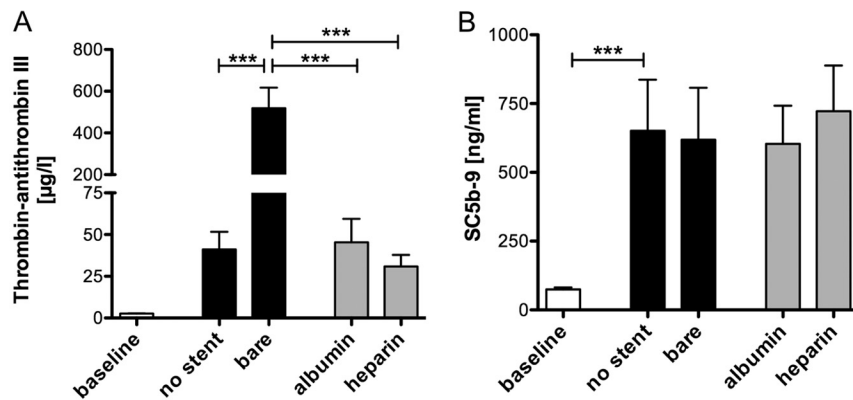 A
Thrombin-antithrombin III
[µg/l]
800
600
400
200
75
50
25
0
***
***
***
baseline
no stent
bare
albumin
heparin
B
SC5b-9 [ng/ml]
1000
750
500
250
0
***
baseline
no stent
bare
albumin
heparin